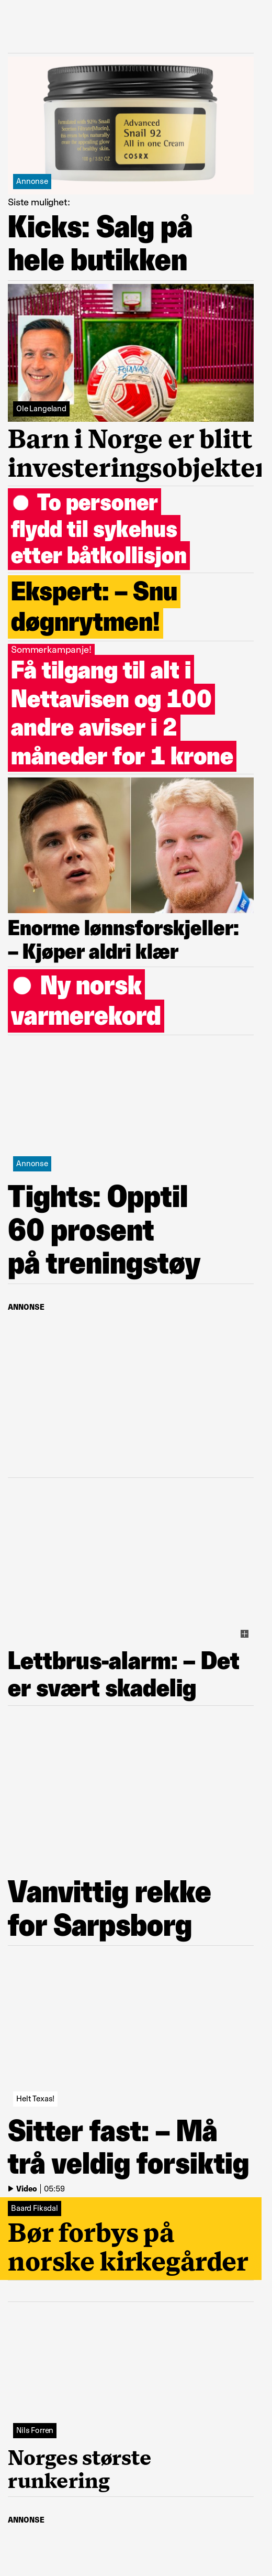 Advanced
Snail 92
All in one Cream
COSRX
Annonse
Siste mulighet:
Kicks: Salg på
hele butikken
Ole Langeland
Barn i Norge er blitt
investeringsobjekter
To personer
flydd til sykehus
etter båtkollisjon
Ekspert: – Snu
døgnrytmen!
Sommerkampanje!
Få tilgang til alt i
Nettavisen og 100
andre aviser i 2
måneder for 1 krone
Enorme lønnsforskjeller:
– Kjøper aldri klær
Ny norsk
varmerekord
Annonse
Tights: Opptil
60 prosent
på treningstøy
ANNONSE
Lettbrus-alarm: – Det
er svært skadelig
Vanvittig rekke
for Sarpsborg
Helt Texas!
Sitter fast: – Må
trå veldig forsiktig
Video | 05:59
Baard Fiksdal
Bør forbys på
norske kirkegårder
Nils Forren
Norges største
runkering
ANNONSE